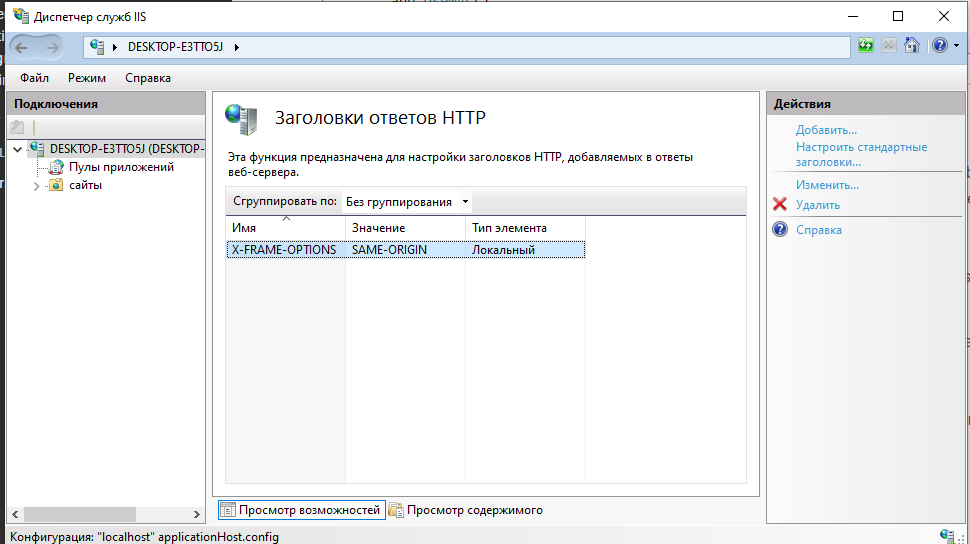 Диспетчер служб IIS
DESKTOP-E3TTO5J
Файл Режим Справка
Подключения
DESKTOP-E3TTO5J (DESKTOP-
Пулы приложений
сайты
Заголовки ответов HTTP
Эта функция предназначена для настройки заголовков HTTP, добавляемых в ответы
веб-сервера.
Сгруппировать по: Без группирования
Имя Значение Тип элемента
X-FRAME-OPTIONS SAME-ORIGIN Локальный
Просмотр возможностей Просмотр содержимого
Действия
Добавить...
Настроить стандартные
заголовки...
Изменить...
Удалить
Справка
Конфигурация: "localhost" applicationHost.config